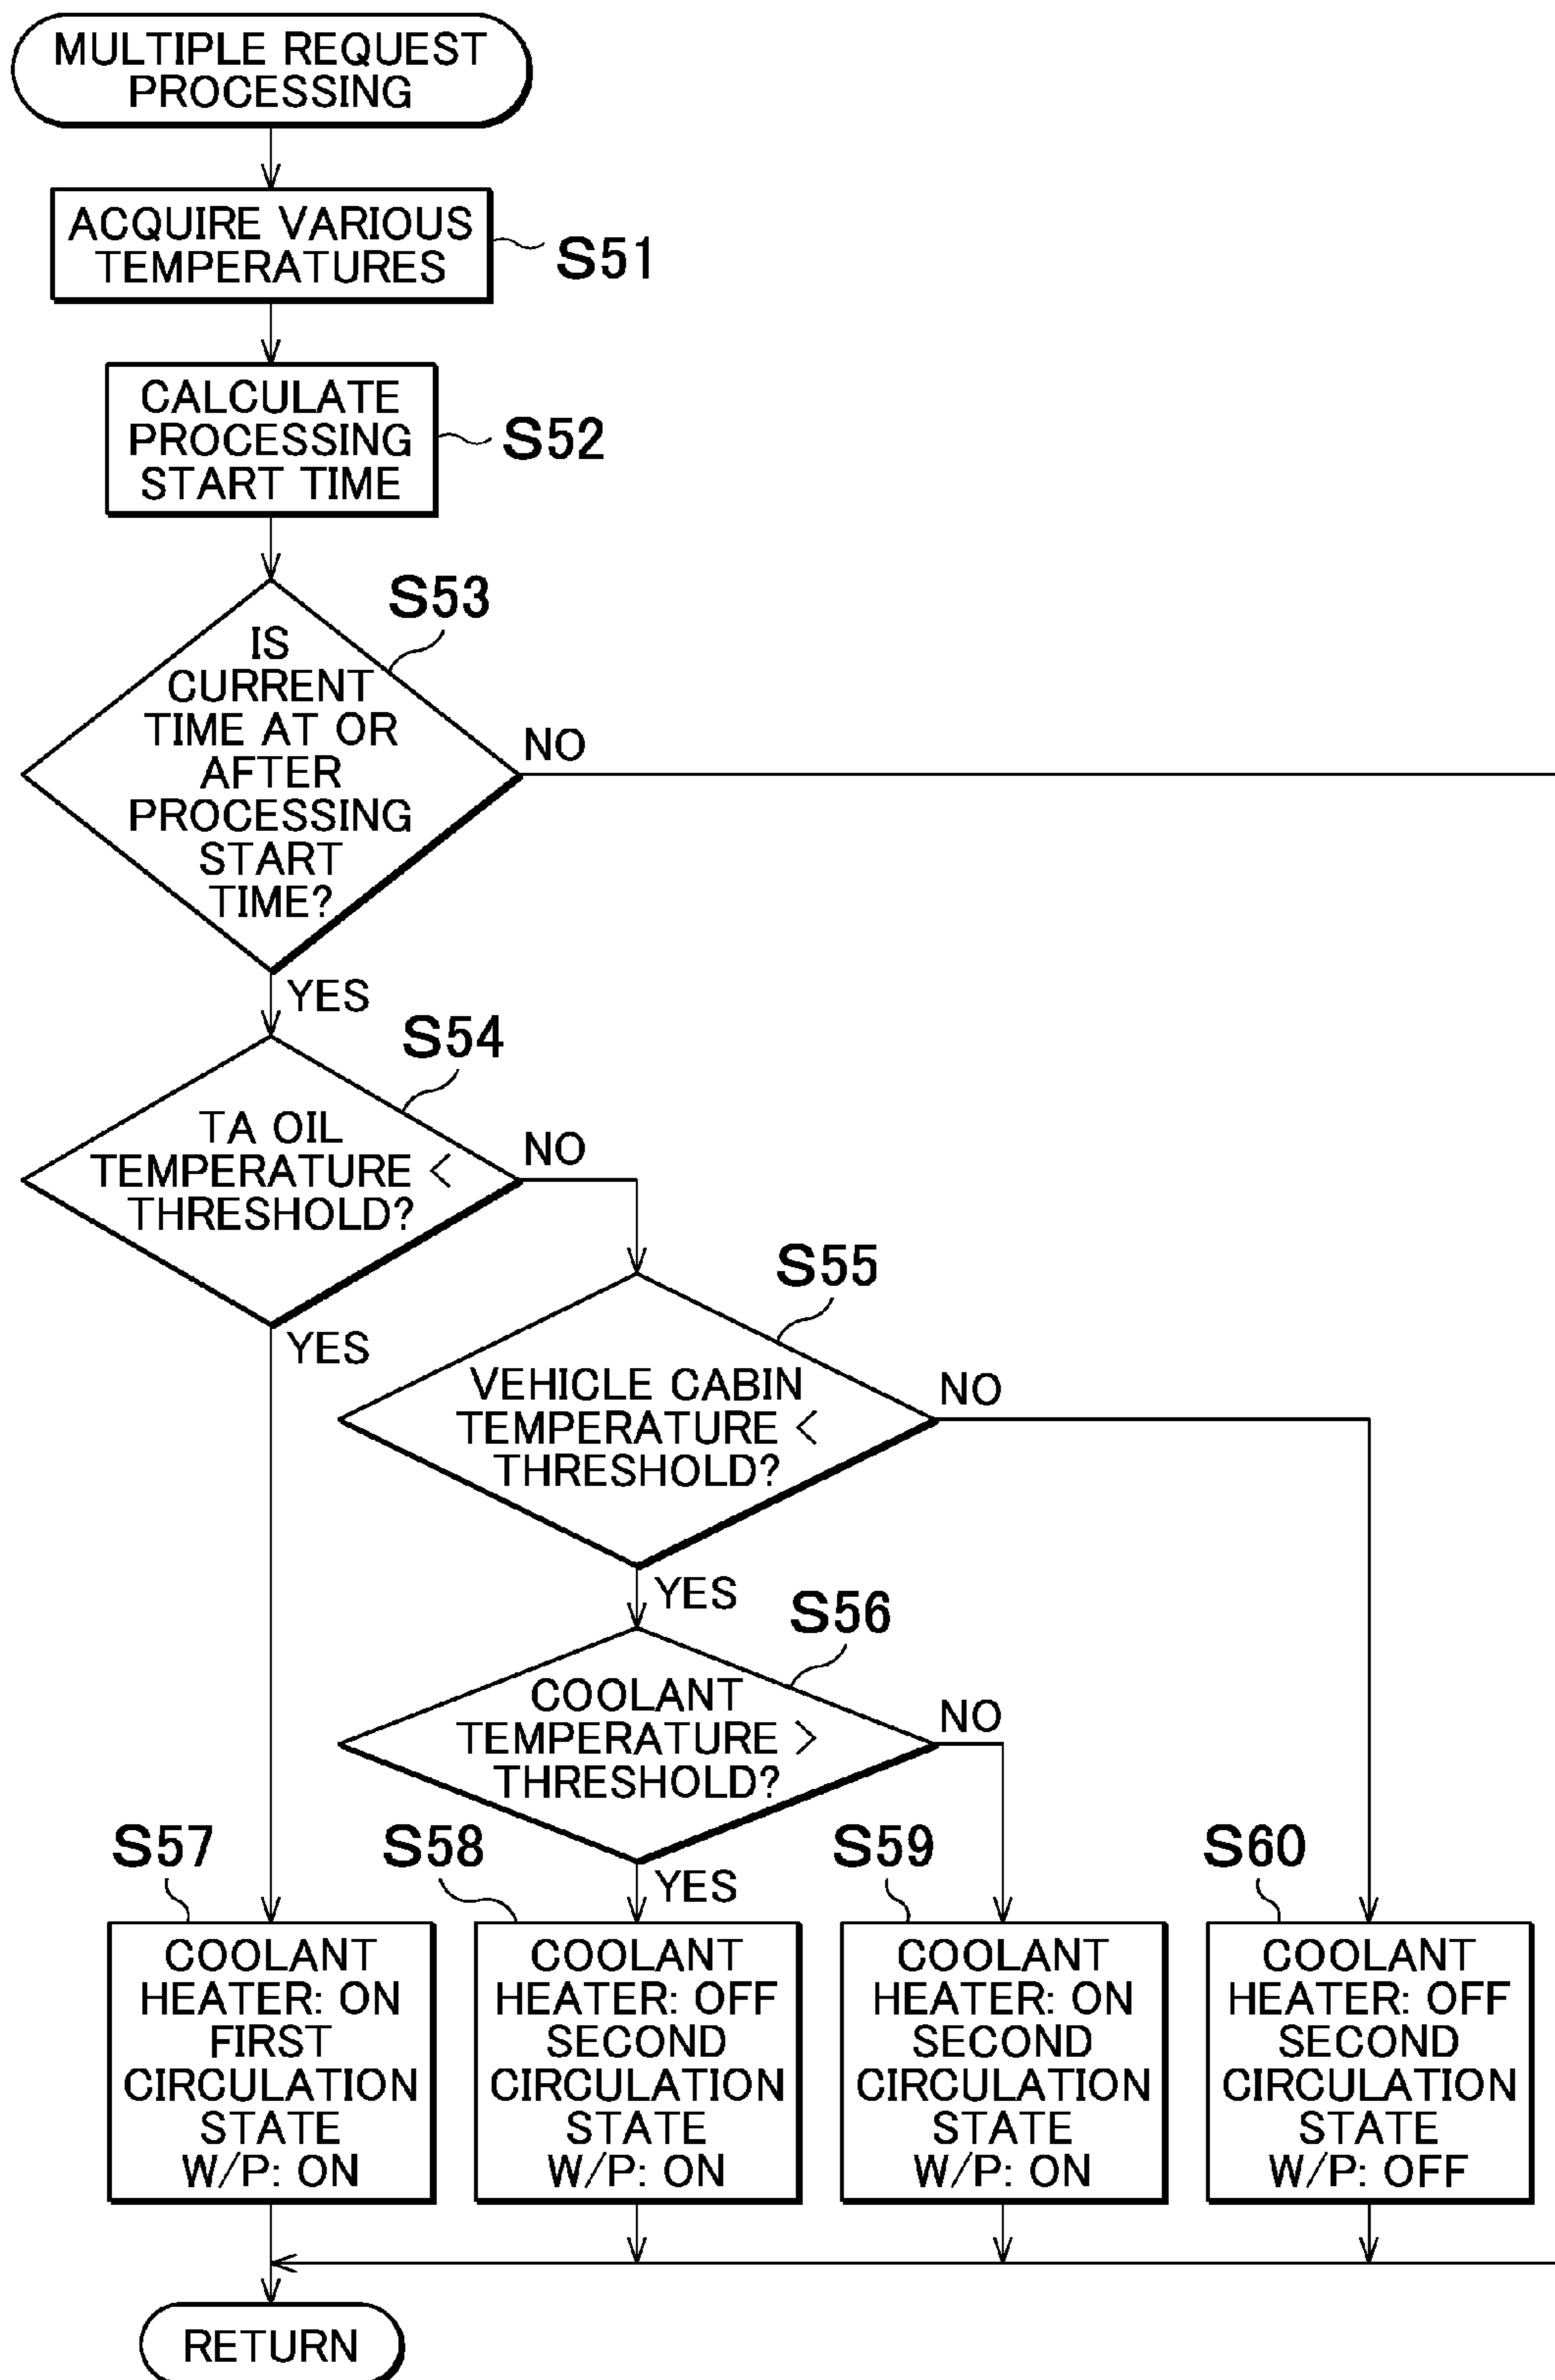 MULTIPLE REQUEST
PROCESSING
ACQUIRE VARIOUS
TEMPERATURES
S51
CALCULATE
PROCESSING
START TIME
S52
S53
IS
CURRENT
TIME AT OR
AFTER
PROCESSING
START
TIME?
NO
YES
S54
TA OIL
TEMPERATURE <
THRESHOLD?
NO
YES
S55
VEHICLE CABIN
TEMPERATURE <
THRESHOLD?
NO
YES
S56
COOLANT
TEMPERATURE >
THRESHOLD?
NO
YES
S57
COOLANT
HEATER: ON
FIRST
CIRCULATION
STATE
W/P: ON
S58
COOLANT
HEATER: OFF
SECOND
CIRCULATION
STATE
W/P: ON
S59
COOLANT
HEATER: ON
SECOND
CIRCULATION
STATE
W/P: ON
S60
COOLANT
HEATER: OFF
SECOND
CIRCULATION
STATE
W/P: OFF
RETURN